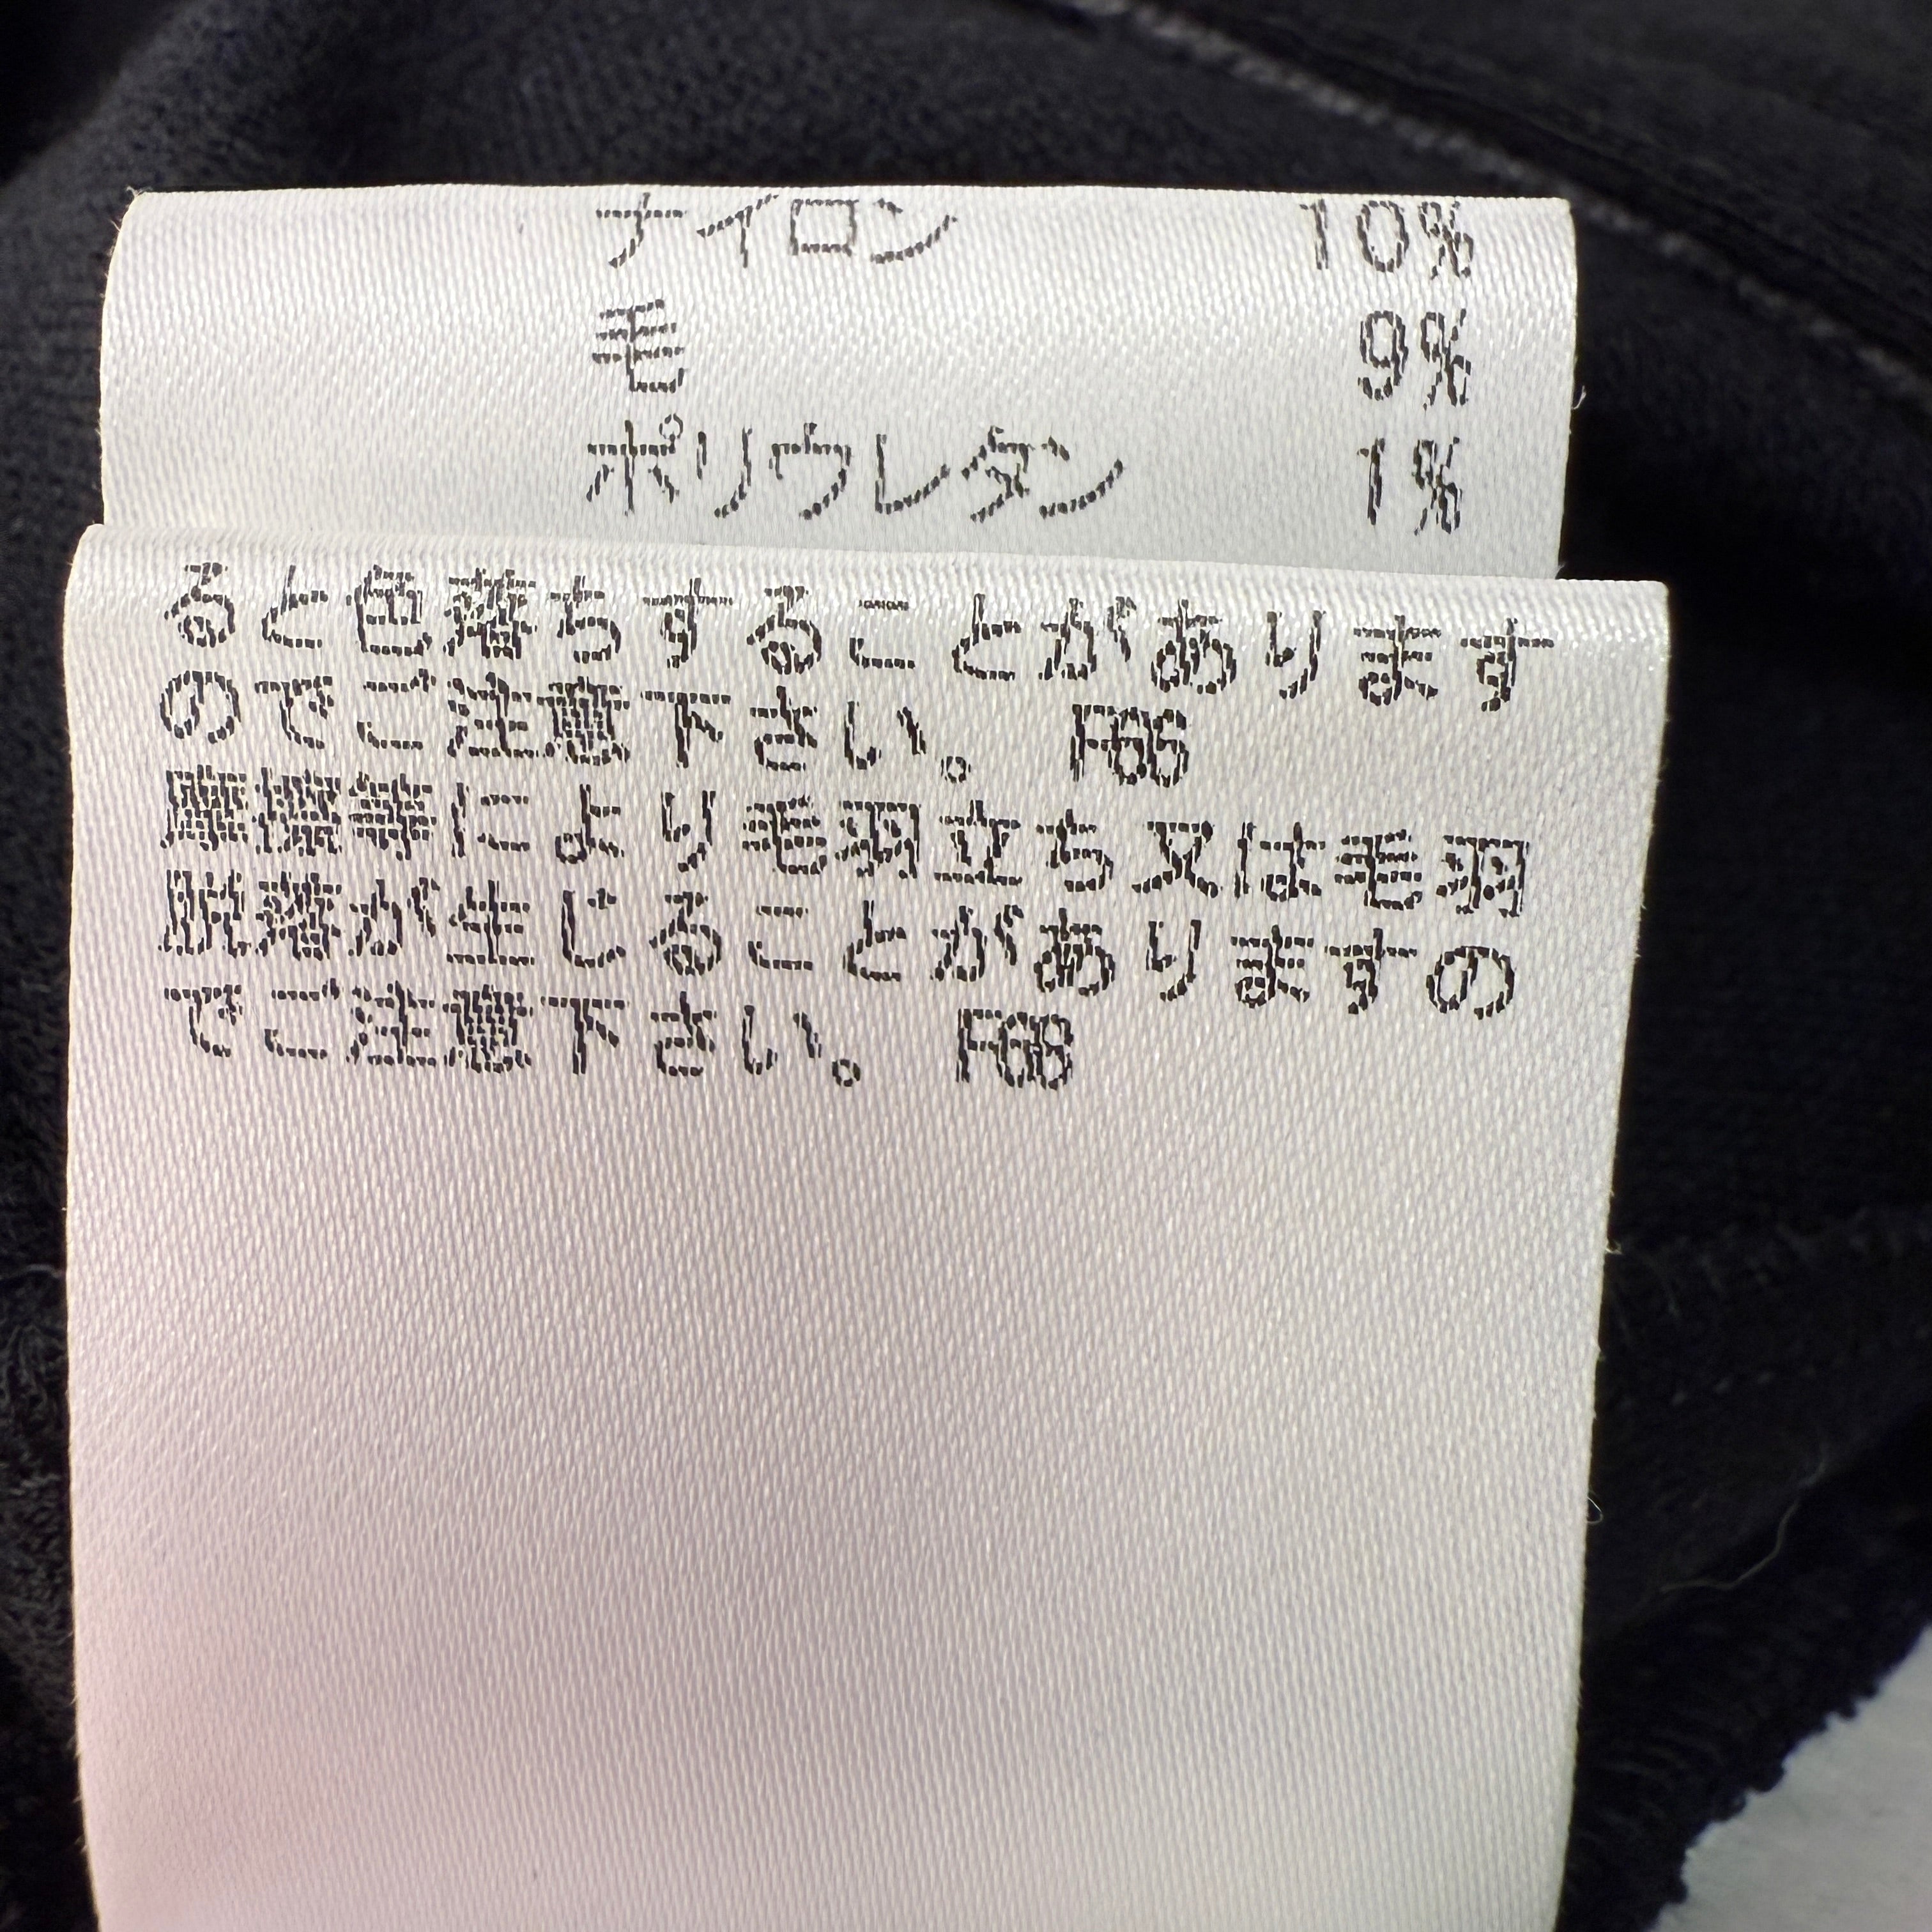 ナイロン 10%
毛 9%
ポリウレタン 1%
ると色落ちすることがあります
のでご注意下さい。 F66
摩擦等により毛羽立ち又は毛羽
脱落が生じることがありますの
でご注意下さい。 F68